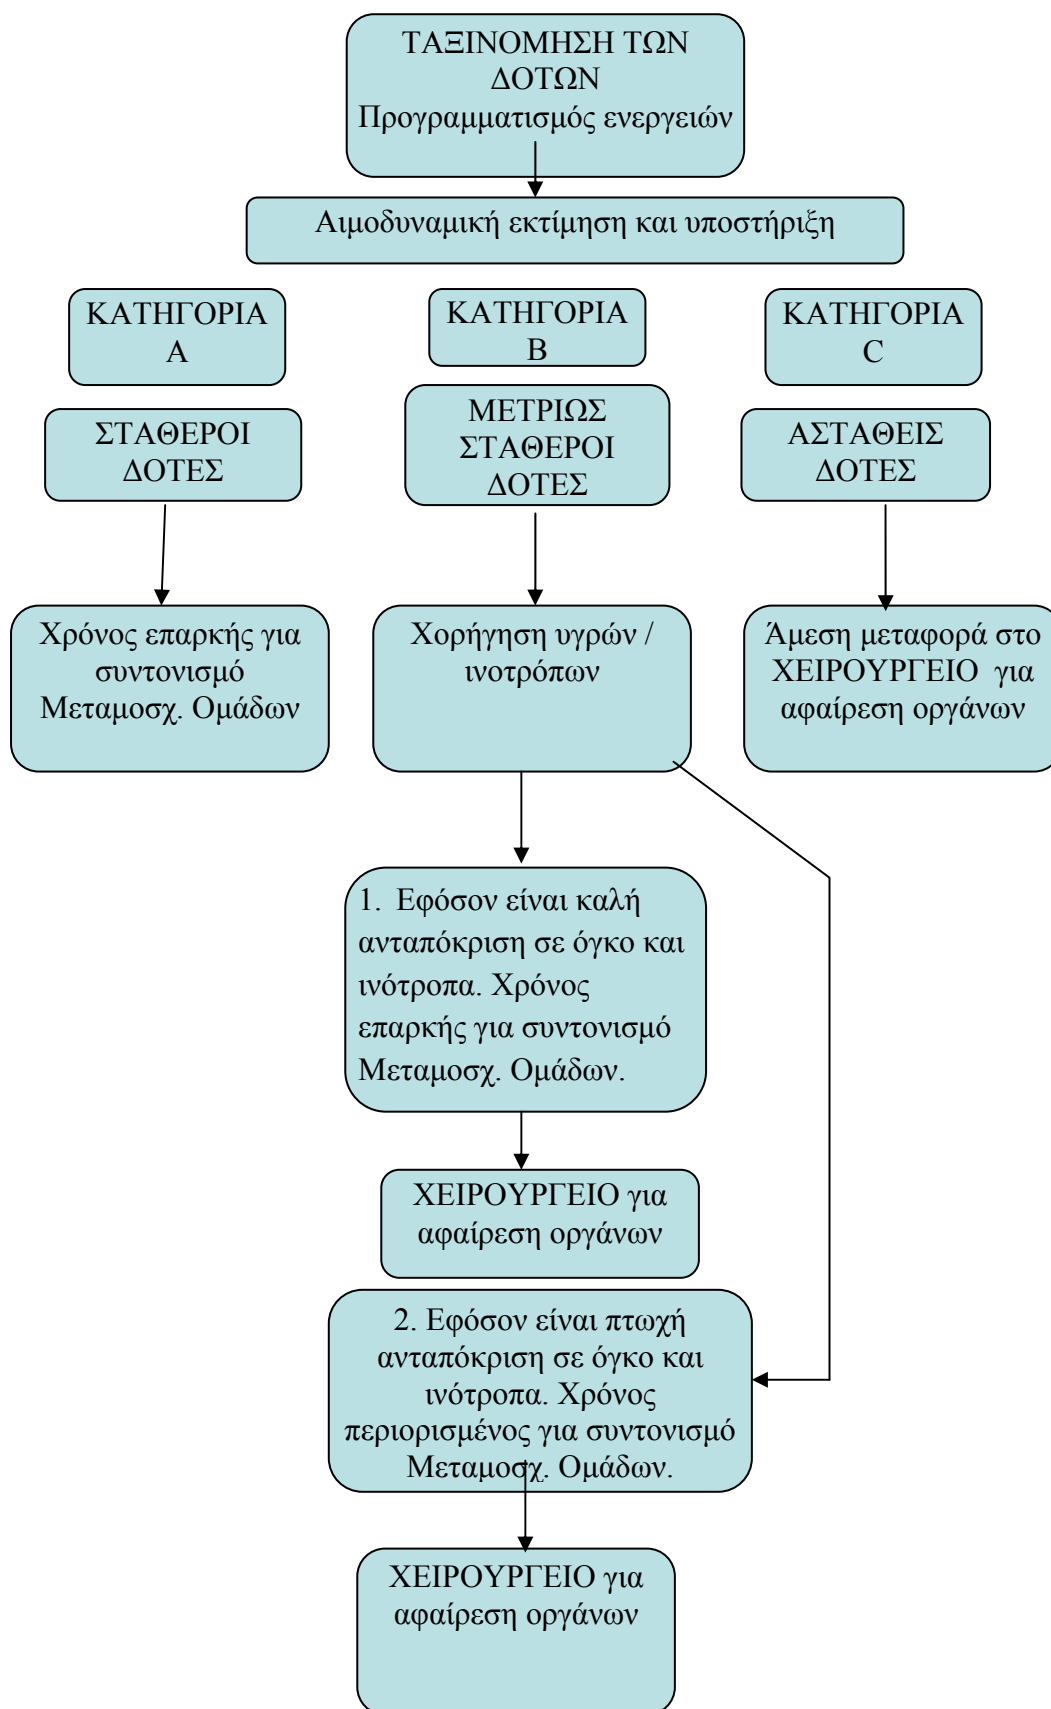 ΤΑΞΙΝΟΜΗΣΗ ΤΩΝ
ΔΟΤΩΝ
Προγραμματισμός ενεργειών
Αιμοδυναμική εκτίμηση και υποστήριξη
ΚΑΤΗΓΟΡΙΑ
Α
ΚΑΤΗΓΟΡΙΑ
Β
ΚΑΤΗΓΟΡΙΑ
C
ΣΤΑΘΕΡΟΙ
ΔΟΤΕΣ
ΜΕΤΡΙΩΣ
ΣΤΑΘΕΡΟΙ
ΔΟΤΕΣ
ΑΣΤΑΘΕΙΣ
ΔΟΤΕΣ
Χρόνος επαρκής για
συντονισμό
Μεταμοσχ. Ομάδων
Χορήγηση υγρών /
ινοτρόπων
Άμεση μεταφορά στο
ΧΕΙΡΟΥΡΓΕΙΟ για
αφαίρεση οργάνων
1. Εφόσον είναι καλή
ανταπόκριση σε όγκο και
ινότροπα. Χρόνος
επαρκής για συντονισμό
Μεταμοσχ. Ομάδων.
ΧΕΙΡΟΥΡΓΕΙΟ για
αφαίρεση οργάνων
2. Εφόσον είναι πτωχή
ανταπόκριση σε όγκο και
ινότροπα. Χρόνος
περιορισμένος για συντονισμό
Μεταμοσχ. Ομάδων.
ΧΕΙΡΟΥΡΓΕΙΟ για
αφαίρεση οργάνων